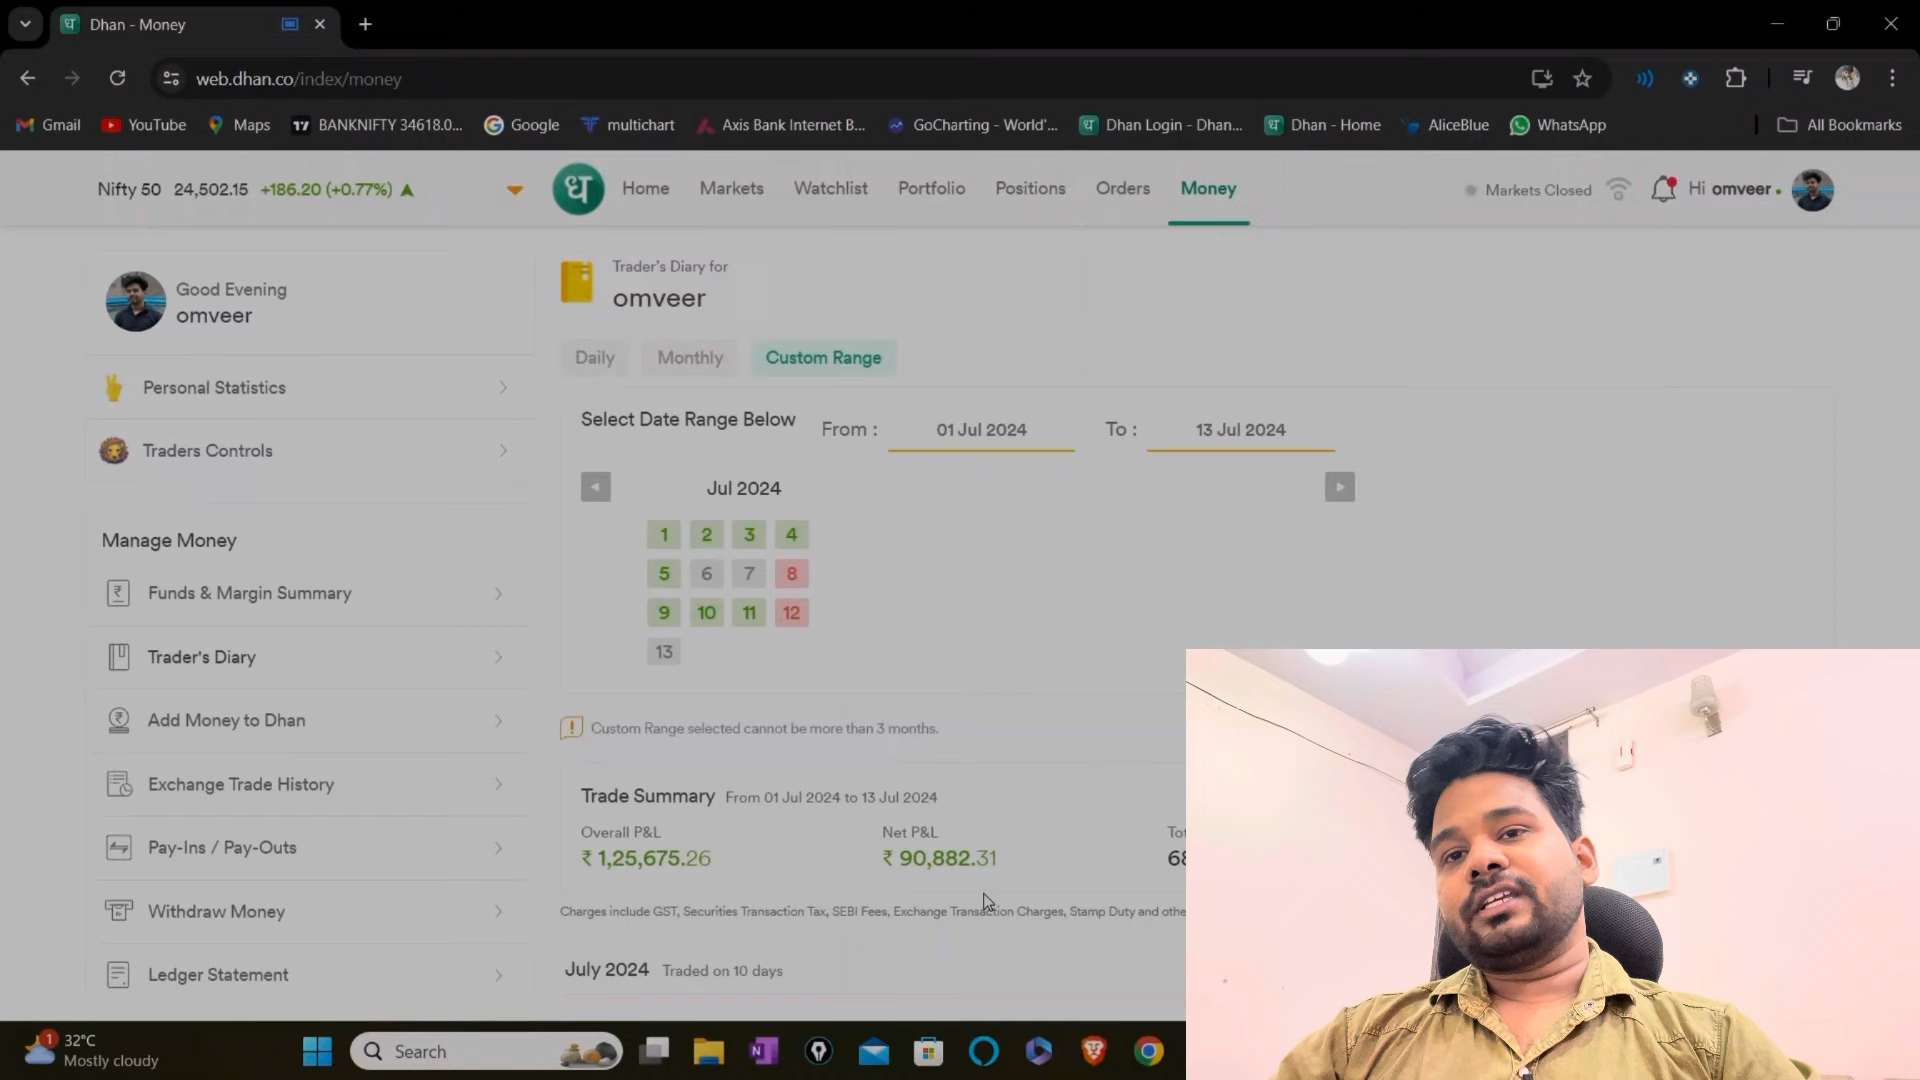 Dhan - Money
web.dhan.co/index/money
Gmail YouTube Maps BANKNIFTY 34618.0... Google multichart Axis Bank Internet B... GoCharting - World'... Dhan Login - Dhan... Dhan - Home AliceBlue WhatsApp All Bookmarks
Nifty 50 24,502.15 +186.20 (+0.77%) ध Home Markets Watchlist Portfolio Positions Orders Money Markets Closed Hi omveer
Good Evening
omveer
Personal Statistics
Traders Controls
Manage Money
Funds & Margin Summary
Trader's Diary
Add Money to Dhan
Exchange Trade History
Pay-Ins / Pay-Outs
Withdraw Money
Ledger Statement
Trader's Diary for
omveer
Daily Monthly Custom Range
Select Date Range Below From : 01 Jul 2024 To : 13 Jul 2024
Jul 2024
1 2 3 4
5 6 7 8
9 10 11 12
13
Custom Range selected cannot be more than 3 months.
Trade Summary From 01 Jul 2024 to 13 Jul 2024
Overall P&L Net P&L Tot
₹ 1,25,675.26 ₹ 90,882.31 68
Charges include GST, Securities Transaction Tax, SEBI Fees, Exchange Transaction Charges, Stamp Duty and othe
July 2024 Traded on 10 days
1 32°C
Mostly cloudy
Search